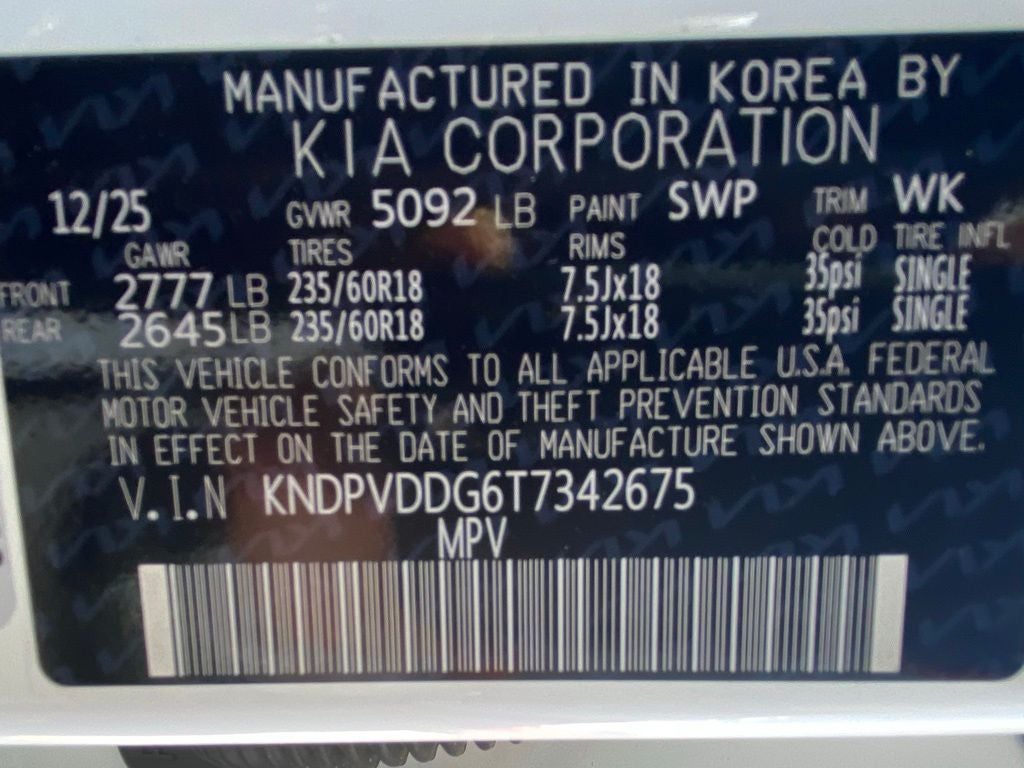 MANUFACTURED IN KOREA BY
KIA CORPORATION
12/25 GVWR 5092 LB PAINT SWP TRIM WK
GAWR TIRES RIMS COLD TIRE INFL
FRONT 2777 LB 235/60R18 7.5Jx18 35psi SINGLE
REAR 2645 LB 235/60R18 7.5Jx18 35psi SINGLE
THIS VEHICLE CONFORMS TO ALL APPLICABLE U.S.A. FEDERAL
MOTOR VEHICLE SAFETY AND THEFT PREVENTION STANDARDS
IN EFFECT ON THE DATE OF MANUFACTURE SHOWN ABOVE.
V.I.N KNDPVDDG6T7342675
MPV